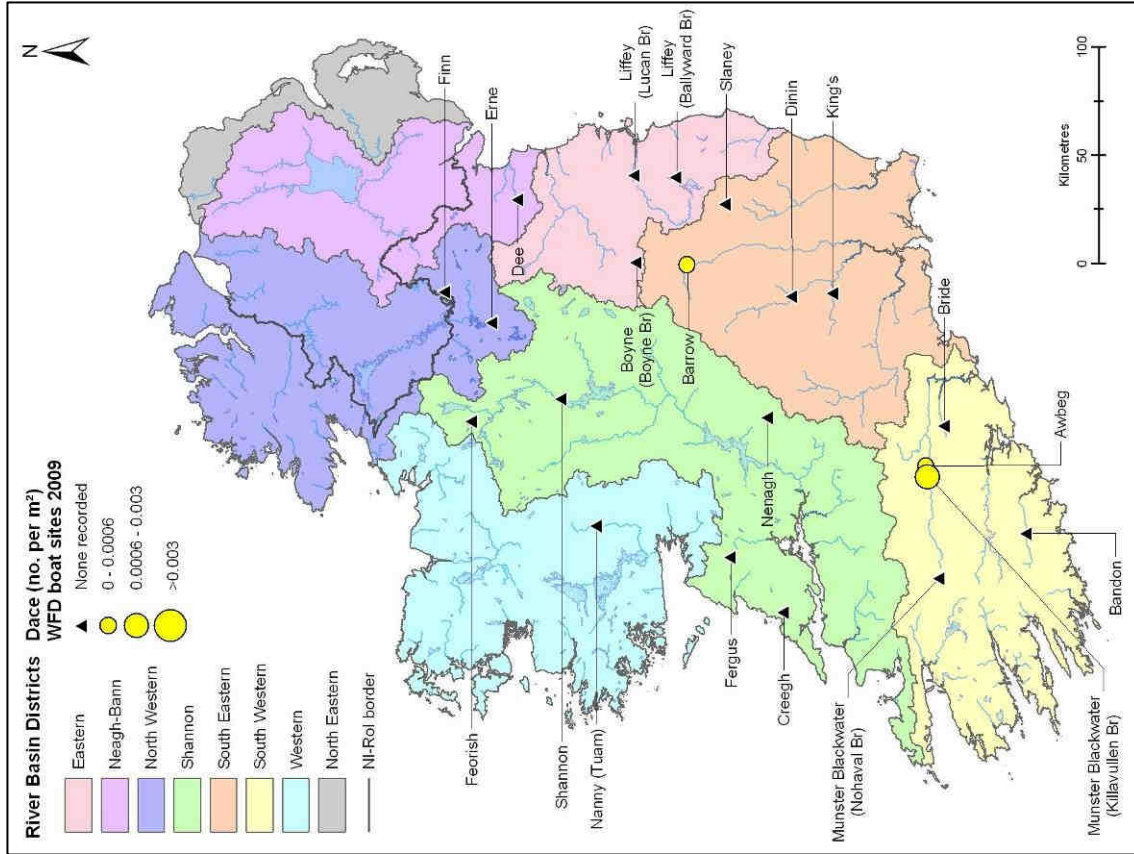 River Basin Districts
Eastern
Neagh-Bann
North Western
Shannon
South Eastern
South Western
Western
North Eastern
NI-RoI border
Dace (no. per m²)
WFD boat sites 2009
None recorded
0 - 0.0006
0.0006 - 0.003
>0.003
N
Finn
Erne
Dee
Liffey
(Lucan Br)
Liffey
(Ballyward Br)
Slaney
Dinin
King's
Boyne
(Boyne Br)
Barrow
Feorish
Shannon
Nanny (Tuam)
Nenagh
Fergus
Creegh
Bride
Awbeg
Munster Blackwater
(Nohaval Br)
Munster Blackwater
(Killavullen Br)
Bandon
0
50
100
Kilometres